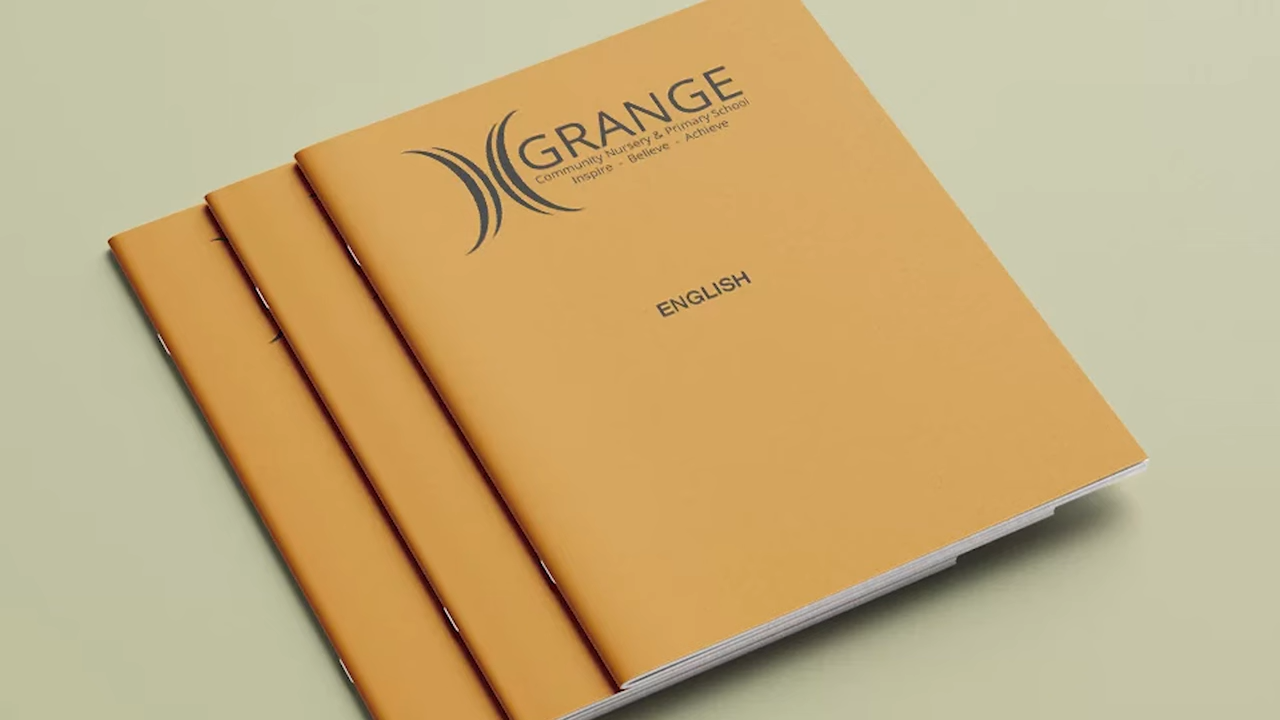 GRANGE
Community Nursery & Primary School
Inspire - Believe - Achieve
ENGLISH